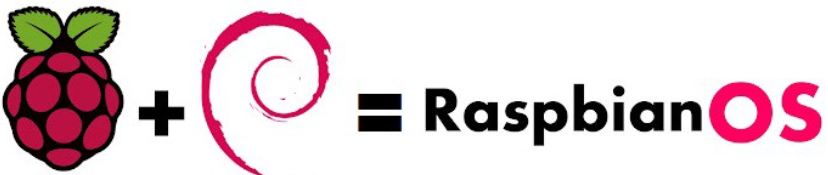 + = RaspbianOS